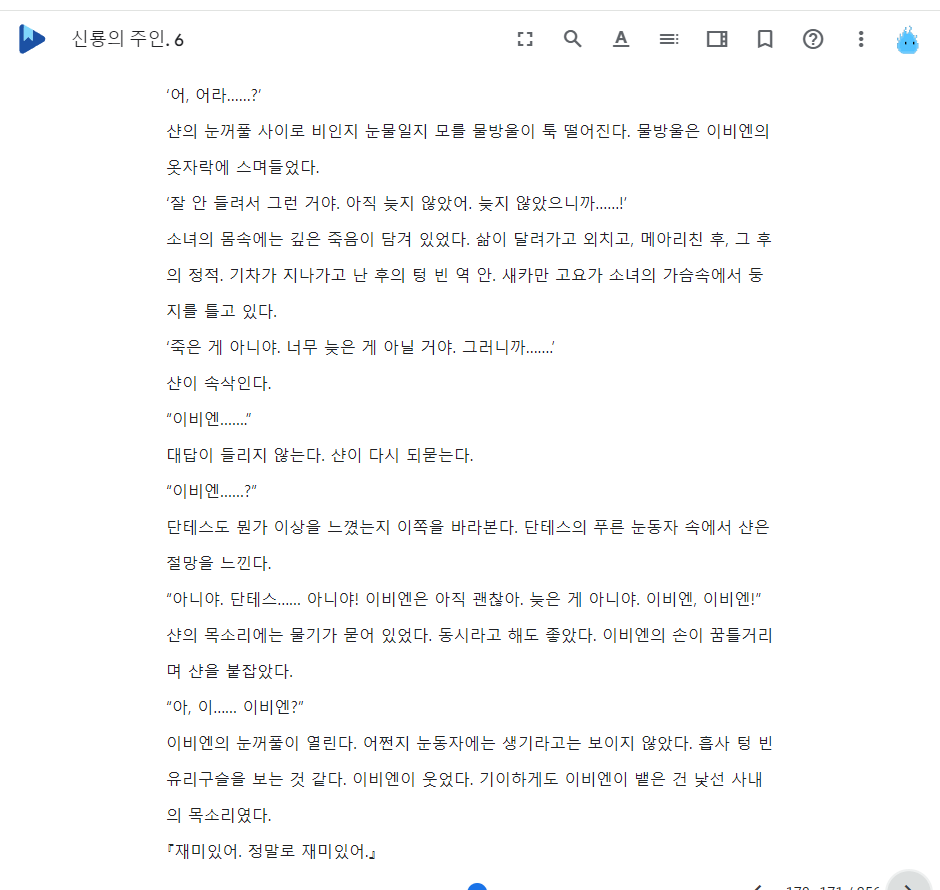 신룡의 주인. 6
‘어, 어라……?’
샨의 눈꺼풀 사이로 비인지 눈물일지 모를 물방울이 툭 떨어진다. 물방울은 이비엔의
옷자락에 스며들었다.
‘잘 안 들려서 그런 거야. 아직 늦지 않았어. 늦지 않았으니까……!’
소녀의 몸속에는 깊은 죽음이 담겨 있었다. 삶이 달려가고 외치고, 메아리친 후, 그 후
의 정적. 기차가 지나가고 난 후의 텅 빈 역 안. 새카만 고요가 소녀의 가슴속에서 둥
지를 틀고 있다.
‘죽은 게 아니야. 너무 늦은 게 아닐 거야. 그러니까…….’
샨이 속삭인다.
“이비엔…….”
대답이 들리지 않는다. 샨이 다시 되묻는다.
“이비엔……?”
단테스도 뭔가 이상을 느꼈는지 이쪽을 바라본다. 단테스의 푸른 눈동자 속에서 샨은
절망을 느낀다.
“아니야. 단테스…… 아니야! 이비엔은 아직 괜찮아. 늦은 게 아니야. 이비엔, 이비엔!”
샨의 목소리에는 물기가 묻어 있었다. 동시라고 해도 좋았다. 이비엔의 손이 꿈틀거리
며 샨을 붙잡았다.
“아, 이…… 이비엔?”
이비엔의 눈꺼풀이 열린다. 어쩐지 눈동자에는 생기라고는 보이지 않았다. 흡사 텅 빈
유리구슬을 보는 것 같다. 이비엔이 웃었다. 기이하게도 이비엔이 뱉은 건 낯선 사내
의 목소리였다.
『재미있어. 정말로 재미있어.』